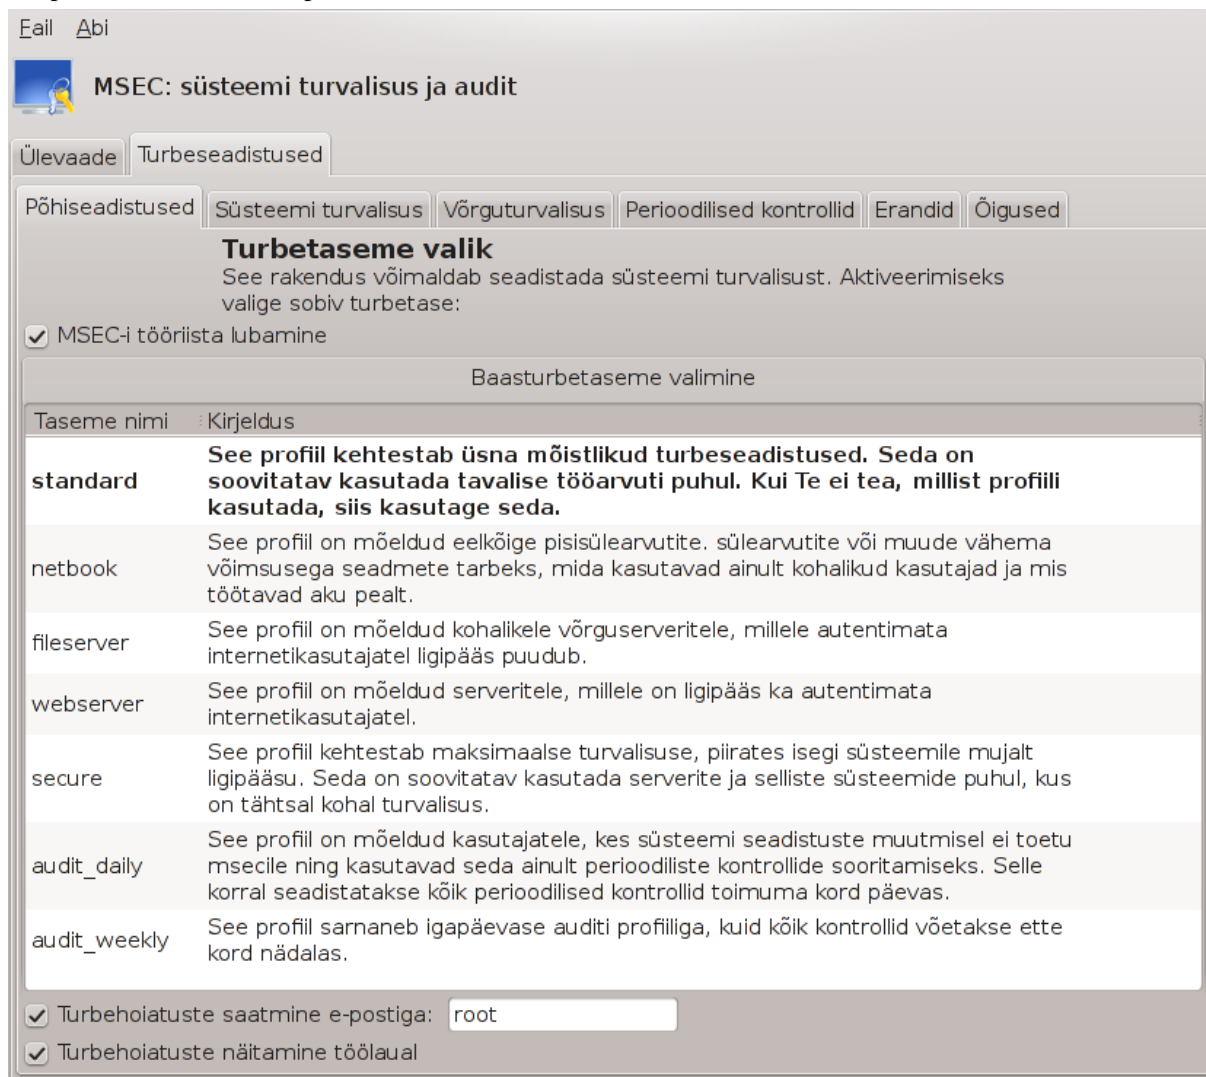 Fail Abi
MSEC: süsteemi turvalisus ja audit
Ülevaade Turbeseadistused
Põhiseadistused Süsteemi turvalisus Võrguturvalisus Perioodilised kontrollid Erandid Õigused
Turbetaseme valik
See rakendus võimaldab seadistada süsteemi turvalisust. Aktiveerimiseks
valige sobiv turbetase:
MSEC-i tööriista lubamine
Baasturbetaseme valimine
Taseme nimi Kirjeldus
standard
See profiil kehtestab üsna mõistlikud turbeseadistused. Seda on
soovitatav kasutada tavalise tööarvuti puhul. Kui Te ei tea, millist profiili
kasutada, siis kasutage seda.
netbook
See profiil on mõeldud eelkõige pisisülearvutite. sülearvutite või muude vähema
võimsusega seadmete tarbeks, mida kasutavad ainult kohalikud kasutajad ja mis
töötavad aku pealt.
fileserver
See profiil on mõeldud kohalikele võrguserveritele, millele autentimata
internetikasutajatel ligipääs puudub.
webserver
See profiil on mõeldud serveritele, millele on ligipääs ka autentimata
internetikasutajatel.
secure
See profiil kehtestab maksimaalse turvalisuse, piirates isegi süsteemile mujalt
ligipääsu. Seda on soovitatav kasutada serverite ja selliste süsteemide puhul, kus
on tähtsal kohal turvalisus.
audit_daily
See profiil on mõeldud kasutajatele, kes süsteemi seadistuste muutmisel ei toetu
msecile ning kasutavad seda ainult perioodiliste kontrollide sooritamiseks. Selle
korral seadistatakse kõik perioodilised kontrollid toimuma kord päevas.
audit_weekly
See profiil sarnaneb igapäevase auditi profiiliga, kuid kõik kontrollid võetakse ette
kord nädalas.
Turbehoiatuste saatmine e-postiga: root
Turbehoiatuste näitamine töölaual